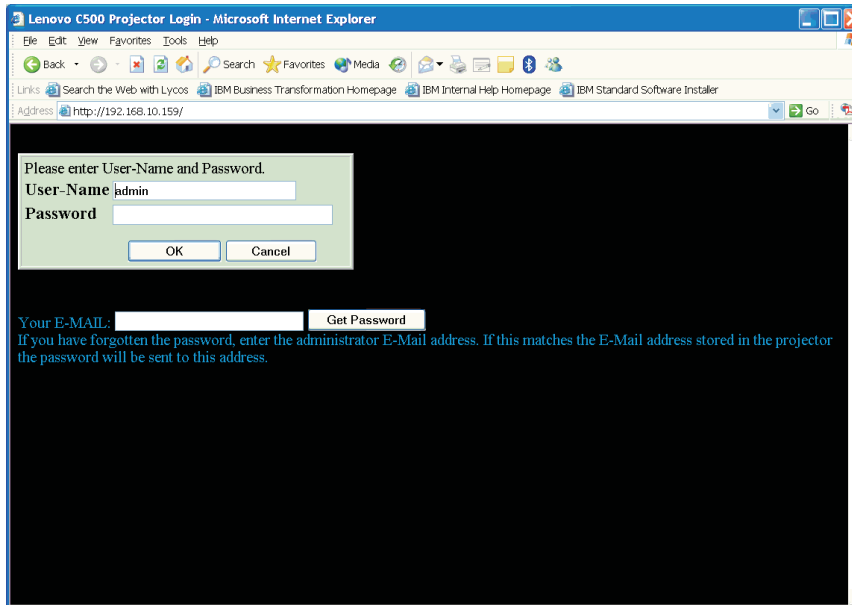 Lenovo C500 Projector Login - Microsoft Internet Explorer
File Edit View Favorites Tools Help
Back Search Favorites Media
Links Search the Web with Lycos IBM Business Transformation Homepage IBM Internal Help Homepage IBM Standard Software Installer
Address http://192.168.10.159/ Go
Please enter User-Name and Password.
User-Name admin
Password
OK Cancel
Your E-MAIL: Get Password
If you have forgotten the password, enter the administrator E-Mail address. If this matches the E-Mail address stored in the projector
the password will be sent to this address.